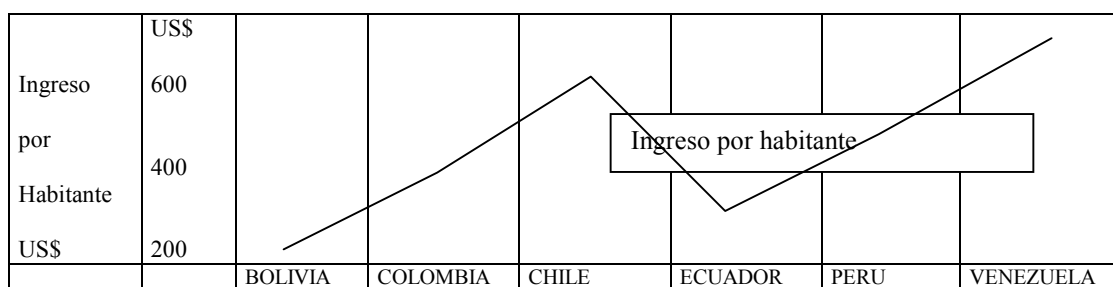 US$
Ingreso 600
por
400
Habitante
US$ 200
Ingreso por habitante
BOLIVIA COLOMBIA CHILE ECUADOR PERU VENEZUELA